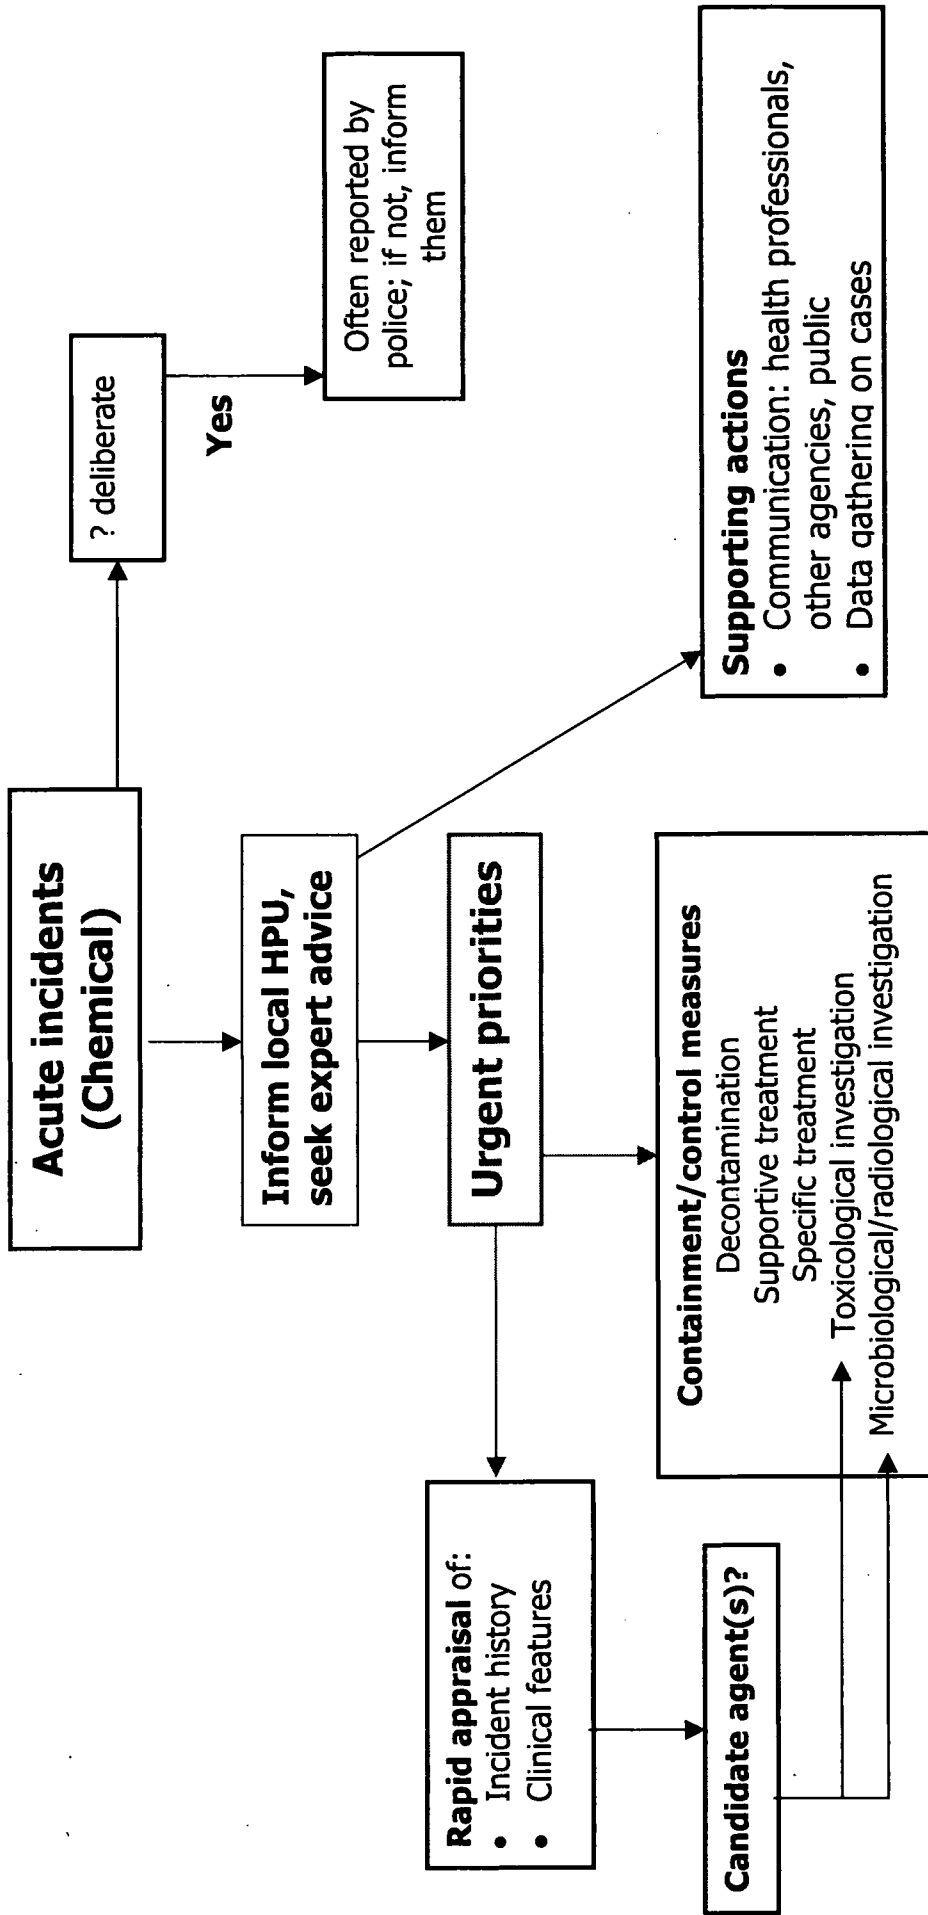 Acute incidents
(Chemical)
? deliberate
Yes
Often reported by
police; if not, inform
them
Inform local HPU,
seek expert advice
Urgent priorities
Rapid appraisal of:
• Incident history
• Clinical features
Candidate agent(s)?
Containment/control measures
Decontamination
Supportive treatment
Specific treatment
Toxicological investigation
Microbiological/radiological investigation
Supporting actions
• Communication: health professionals,
other agencies, public
• Data gathering on cases